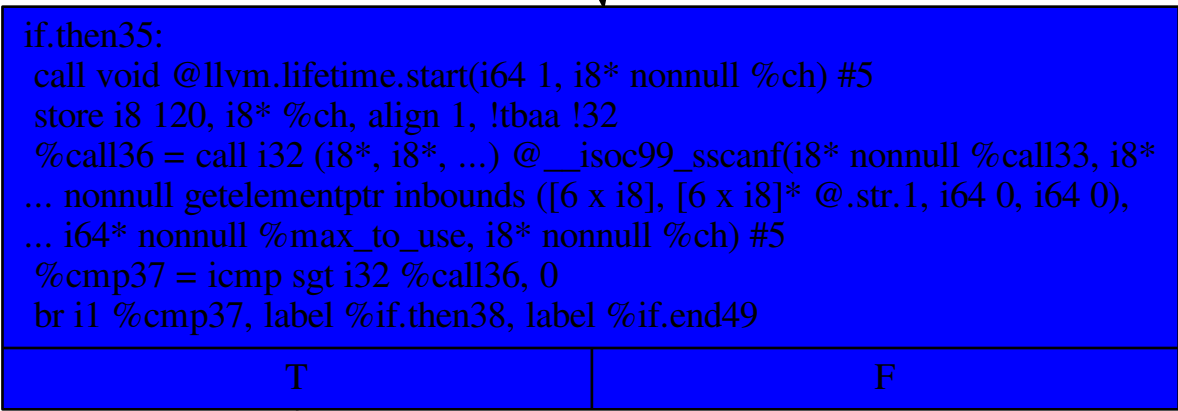 if.then35:
call void @llvm.lifetime.start(i64 1, i8* nonnull %ch) #5
store i8 120, i8* %ch, align 1, !tbaa !32
%call36 = call i32 (i8*, i8*, ...) @__isoc99_sscanf(i8* nonnull %call33, i8*
... nonnull getelementptr inbounds ([6 x i8], [6 x i8]* @.str.1, i64 0, i64 0),
... i64* nonnull %max_to_use, i8* nonnull %ch) #5
%cmp37 = icmp sgt i32 %call36, 0
br i1 %cmp37, label %if.then38, label %if.end49
T F